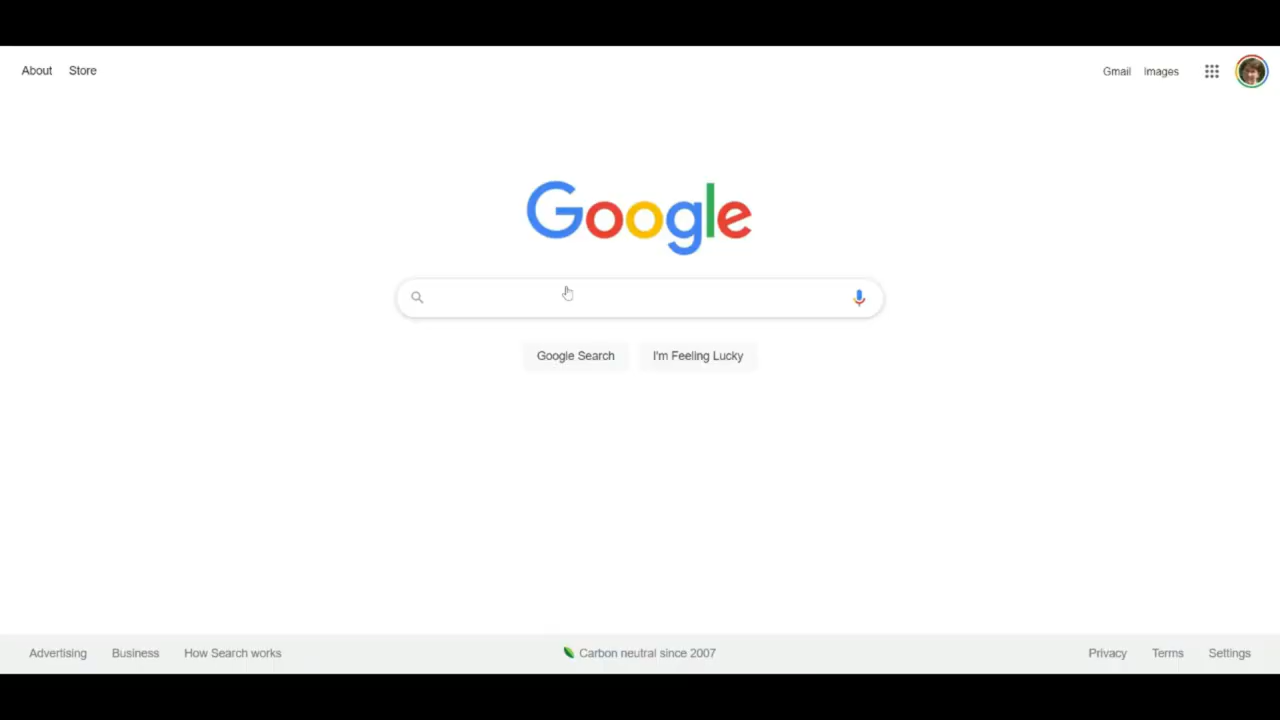 About Store
Gmail Images
Google
Google Search I'm Feeling Lucky
Advertising Business How Search works
Carbon neutral since 2007
Privacy Terms Settings